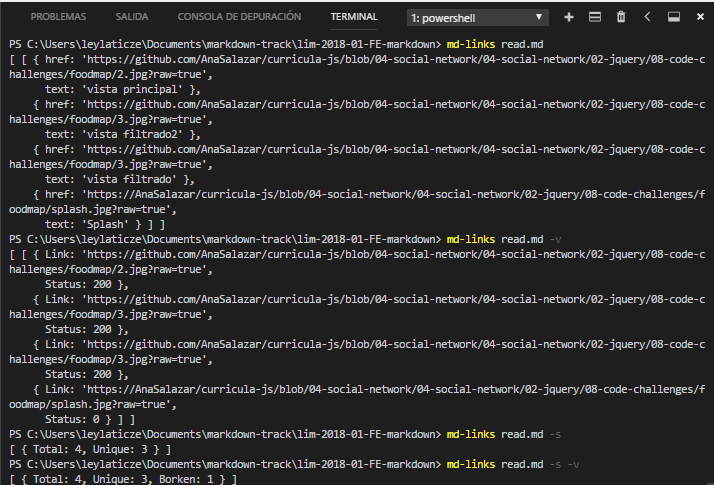 PROBLEMAS SALIDA CONSOLA DE DEPURACIÓN TERMINAL 1: powershell
PS C:\Users\leylaticze\Documents\markdown-track\lim-2018-01-FE-markdown> md-links read.md
[ [ { href: 'https://github.com/AnaSalazar/curricula-js/blob/04-social-network/04-social-network/02-jquery/08-code-c
hallenges/foodmap/2.jpg?raw=true',
text: 'vista principal' },
{ href: 'https://github.com/AnaSalazar/curricula-js/blob/04-social-network/04-social-network/02-jquery/08-code-c
hallenges/foodmap/3.jpg?raw=true',
text: 'vista filtrado2' },
{ href: 'https://github.com/AnaSalazar/curricula-js/blob/04-social-network/04-social-network/02-jquery/08-code-c
hallenges/foodmap/3.jpg?raw=true',
text: 'vista filtrado' },
{ href: 'https://AnaSalazar/curricula-js/blob/04-social-network/04-social-network/02-jquery/08-code-challenges/f
oodmap/splash.jpg?raw=true',
text: 'Splash' } ] ]
PS C:\Users\leylaticze\Documents\markdown-track\lim-2018-01-FE-markdown> md-links read.md -v
[ [ { Link: 'https://github.com/AnaSalazar/curricula-js/blob/04-social-network/04-social-network/02-jquery/08-code-c
hallenges/foodmap/2.jpg?raw=true',
Status: 200 },
{ Link: 'https://github.com/AnaSalazar/curricula-js/blob/04-social-network/04-social-network/02-jquery/08-code-c
hallenges/foodmap/3.jpg?raw=true',
Status: 200 },
{ Link: 'https://github.com/AnaSalazar/curricula-js/blob/04-social-network/04-social-network/02-jquery/08-code-c
hallenges/foodmap/3.jpg?raw=true',
Status: 200 },
{ Link: 'https://AnaSalazar/curricula-js/blob/04-social-network/04-social-network/02-jquery/08-code-challenges/f
oodmap/splash.jpg?raw=true',
Status: 0 } ] ]
PS C:\Users\leylaticze\Documents\markdown-track\lim-2018-01-FE-markdown> md-links read.md -s
[ { Total: 4, Unique: 3 } ]
PS C:\Users\leylaticze\Documents\markdown-track\lim-2018-01-FE-markdown> md-links read.md -s -v
[ { Total: 4, Unique: 3, Borken: 1 } ]